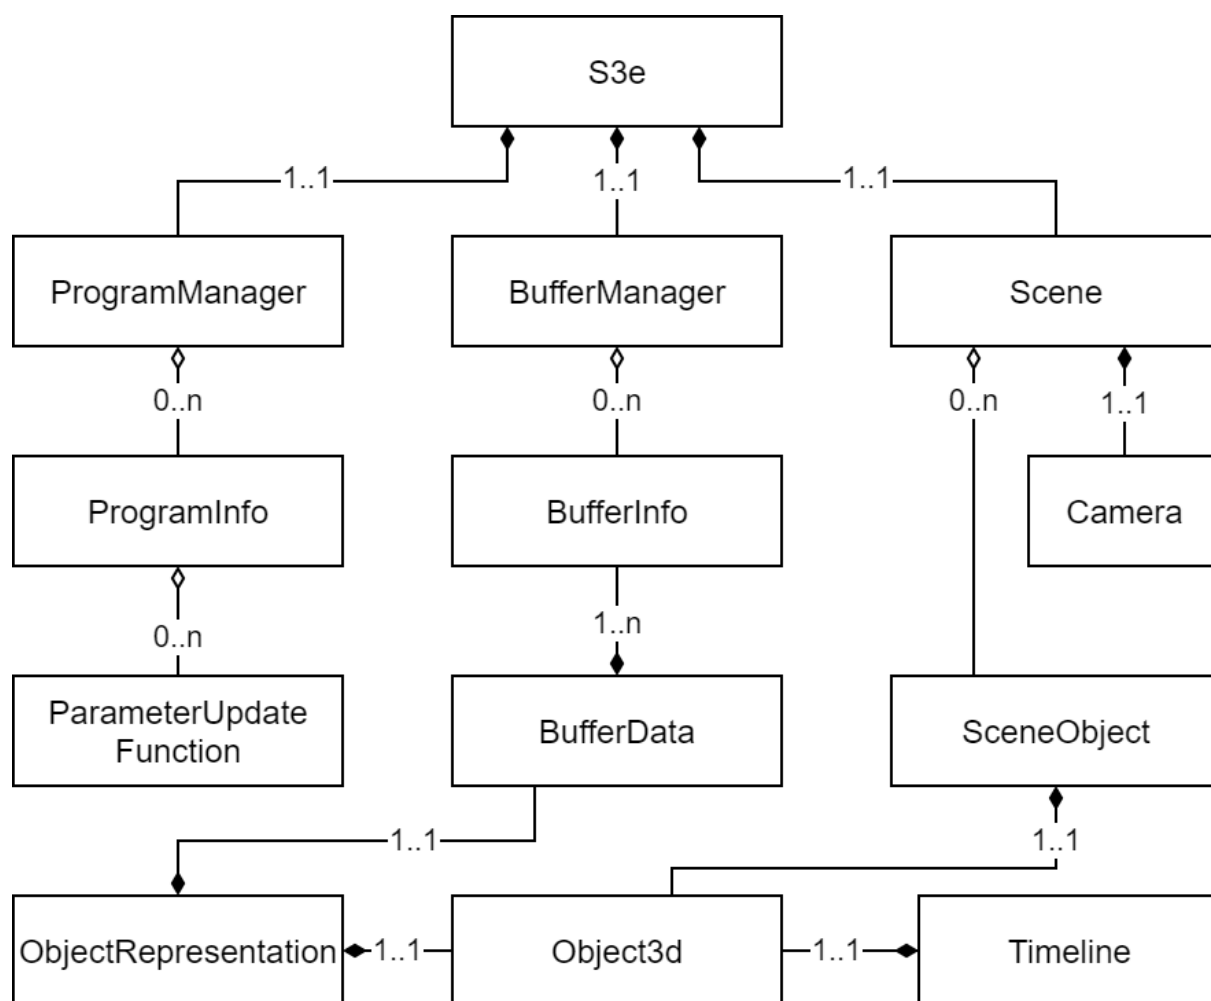 S3e
1..1
1..1
1..1
ProgramManager
BufferManager
Scene
0..n
0..n
0..n
1..1
ProgramInfo
BufferInfo
Camera
0..n
1..n
ParameterUpdate
Function
BufferData
SceneObject
1..1
1..1
ObjectRepresentation
1..1
Object3d
1..1
Timeline